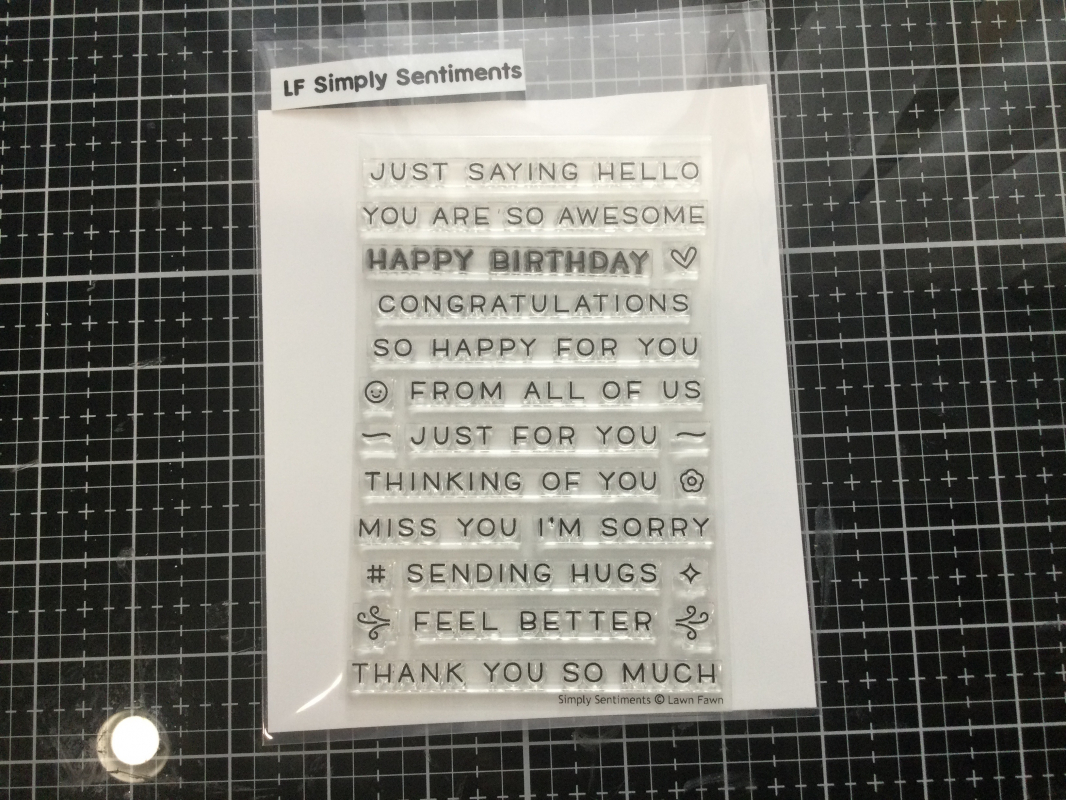 LF Simply Sentiments
JUST SAYING HELLO
YOU ARE SO AWESOME
HAPPY BIRTHDAY
CONGRATULATIONS
SO HAPPY FOR YOU
FROM ALL OF US
JUST FOR YOU
THINKING OF YOU
MISS YOU I'M SORRY
# SENDING HUGS
FEEL BETTER
THANK YOU SO MUCH
Simply Sentiments © Lawn Fawn